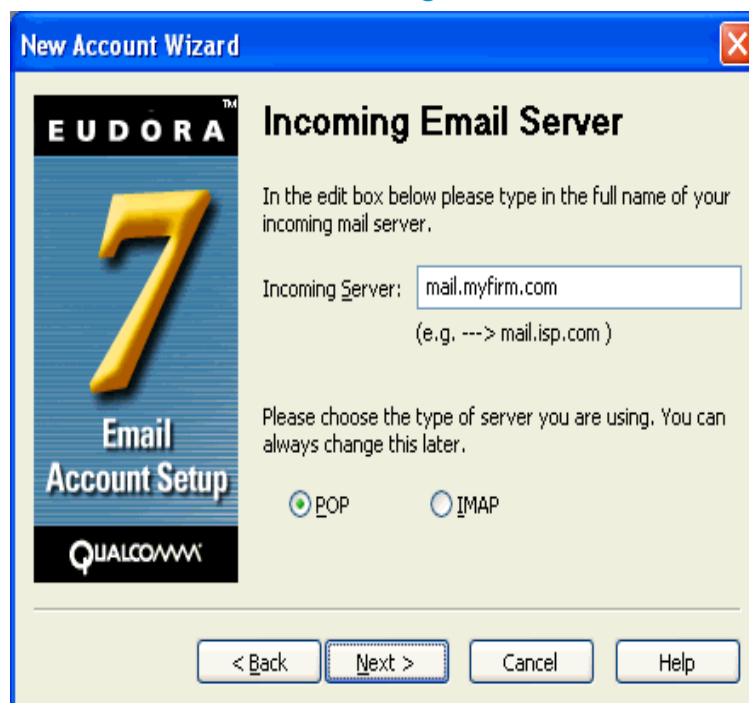 New Account Wizard
EUDORA™
7
Email
Account Setup
QUALCOMM
Incoming Email Server
In the edit box below please type in the full name of your
incoming mail server.
Incoming Server: mail.myfirm.com
(e.g. ---> mail.isp.com )
Please choose the type of server you are using. You can
always change this later.
POP IMAP
< Back Next > Cancel Help